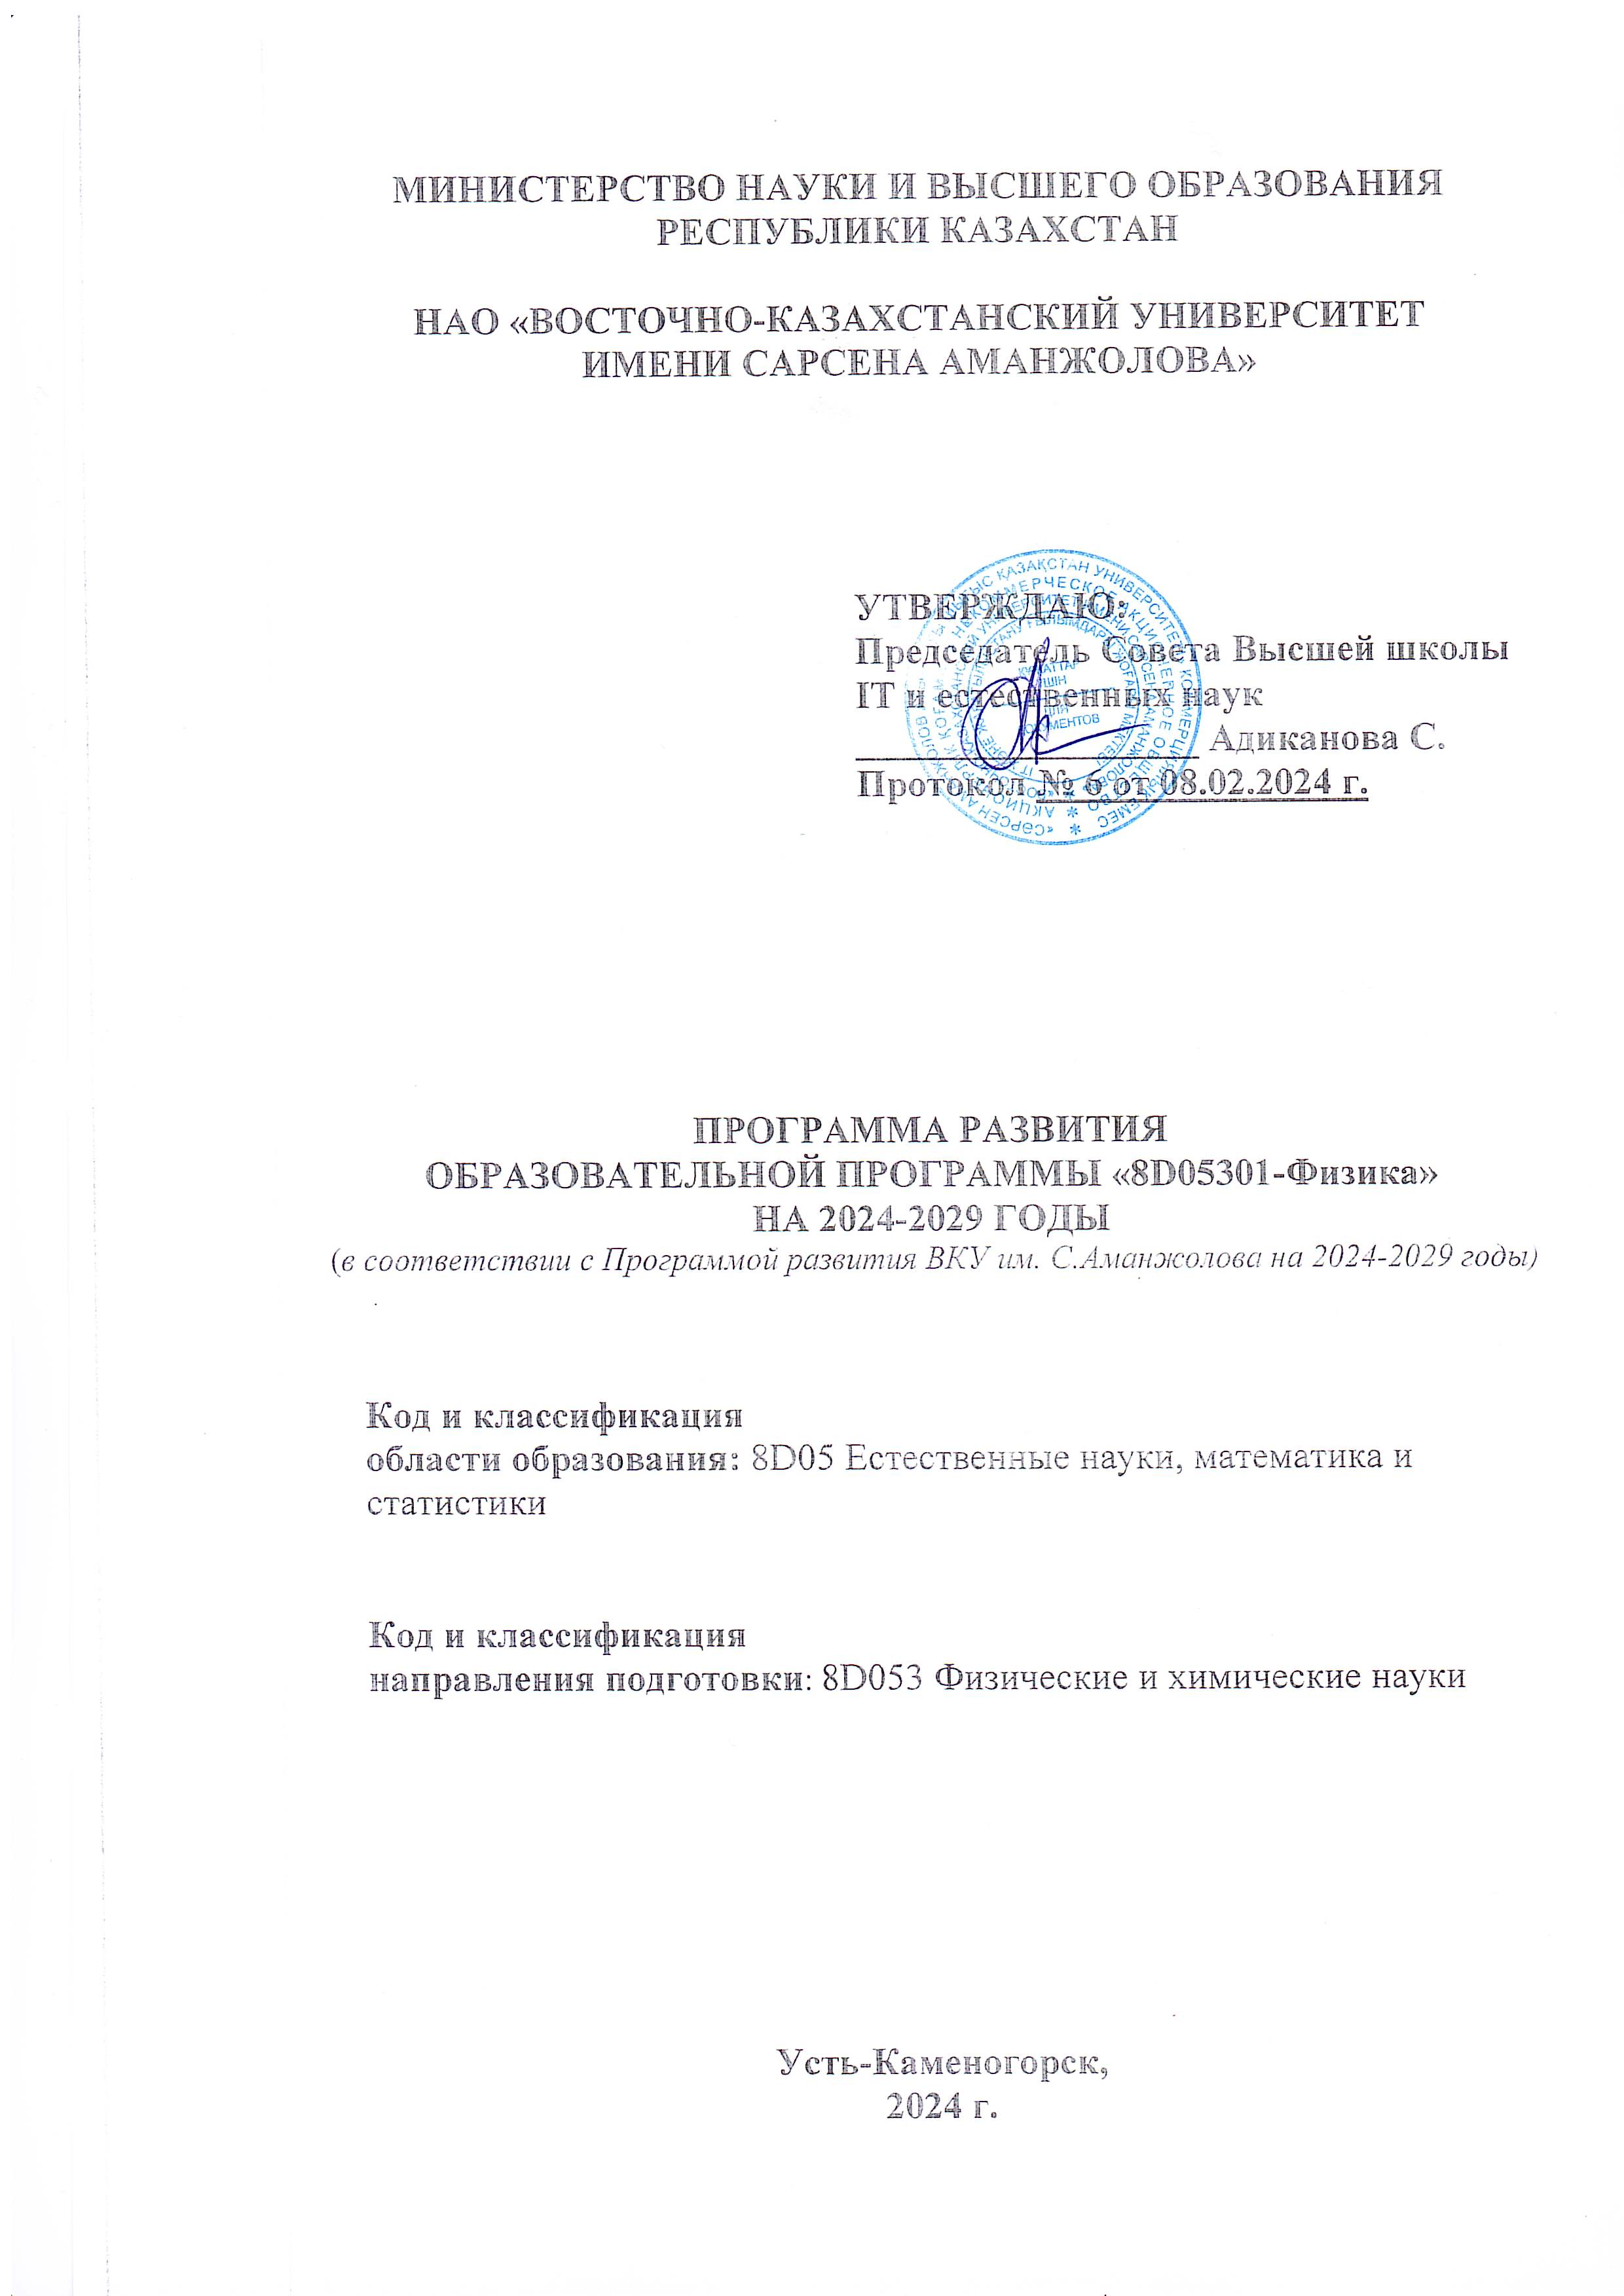 МИНИСТЕРСТВО НАУКИ И ВЫСШЕГО ОБРАЗОВАНИЯ
РЕСПУБЛИКИ КАЗАХСТАН
НАО «ВОСТОЧНО-КАЗАХСТАНСКИЙ УНИВЕРСИТЕТ
ИМЕНИ САРСЕНА АМАНЖОЛОВА»
УТВЕРЖДАЮ:
Председатель Совета Высшей школы
IT и естественных наук
Адиканова С.
Протокол № 6 от 08.02.2024 г.
ПРОГРАММА РАЗВИТИЯ
ОБРАЗОВАТЕЛЬНОЙ ПРОГРАММЫ «8D05301-Физика»
НА 2024-2029 ГОДЫ
(в соответствии с Программой развития ВКУ им. С.Аманжолова на 2024-2029 годы)
Код и классификация
области образования: 8D05 Естественные науки, математика и
статистики
Код и классификация
направления подготовки: 8D053 Физические и химические науки
Усть-Каменогорск,
2024 г.